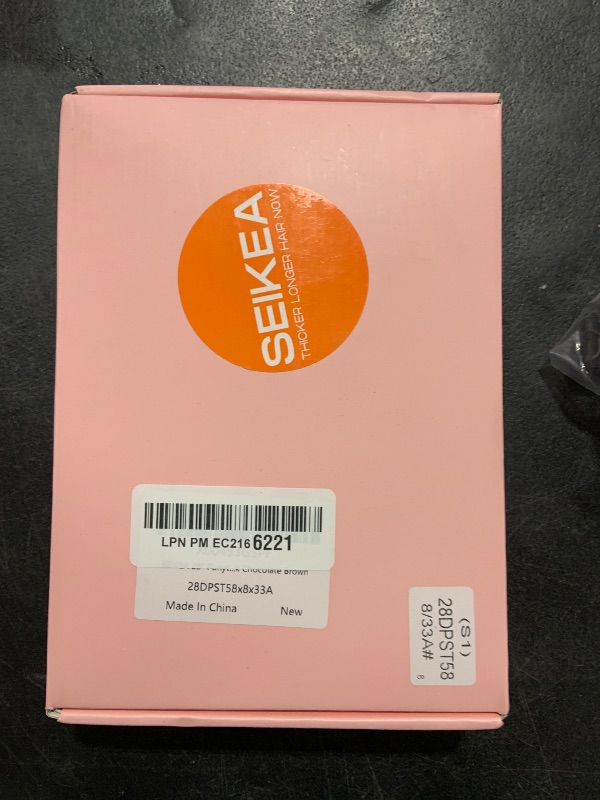 SEIKEA
THICKER LONGER HAIR NOW
LPN PM EC216 6221
Chocolate Brown
28DPST58x8x33A
Made In China New
(S1)
28DPST58
8/33A#
8